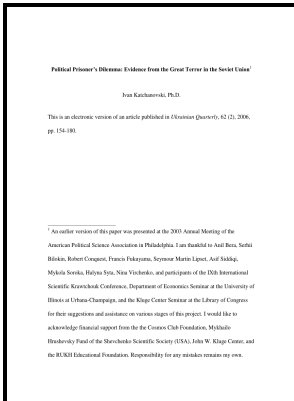 Political Prisoner's Dilemma: Evidence from the Great Terror in the Soviet Union1
Ivan Katchanovski, Ph.D.
This is an electronic version of an article published in Ukrainian Quarterly, 62 (2), 2006,
pp. 154-180.
1 An earlier version of this paper was presented at the 2003 Annual Meeting of the
American Political Science Association in Philadelphia. I am thankful to Anil Bera, Serhii
Bilokin, Robert Conquest, Francis Fukuyama, Seymour Martin Lipset, Asif Siddiqi,
Mykola Soroka, Halyna Syta, Nina Virchenko, and participants of the IXth International
Scientific Krawtchouk Conference, Department of Economics Seminar at the University of
Illinois at Urbana-Champaign, and the Kluge Center Seminar at the Library of Congress
for their suggestions and assistance on various stages of this project. I would like to
acknowledge financial support from the the Cosmos Club Foundation, Mykhailo
Hrushevsky Fund of the Shevchenko Scientific Society (USA), John W. Kluge Center, and
the RUKH Educational Foundation. Responsibility for any mistakes remains my own.